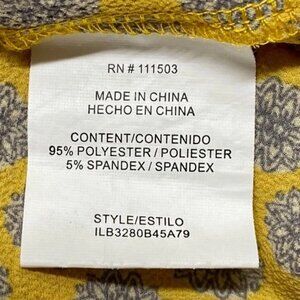 RN # 111503
MADE IN CHINA
HECHO EN CHINA
CONTENT/CONTENIDO
95% POLYESTER / POLIESTER
5% SPANDEX / SPANDEX
STYLE/ESTILO
ILB3280B45A79